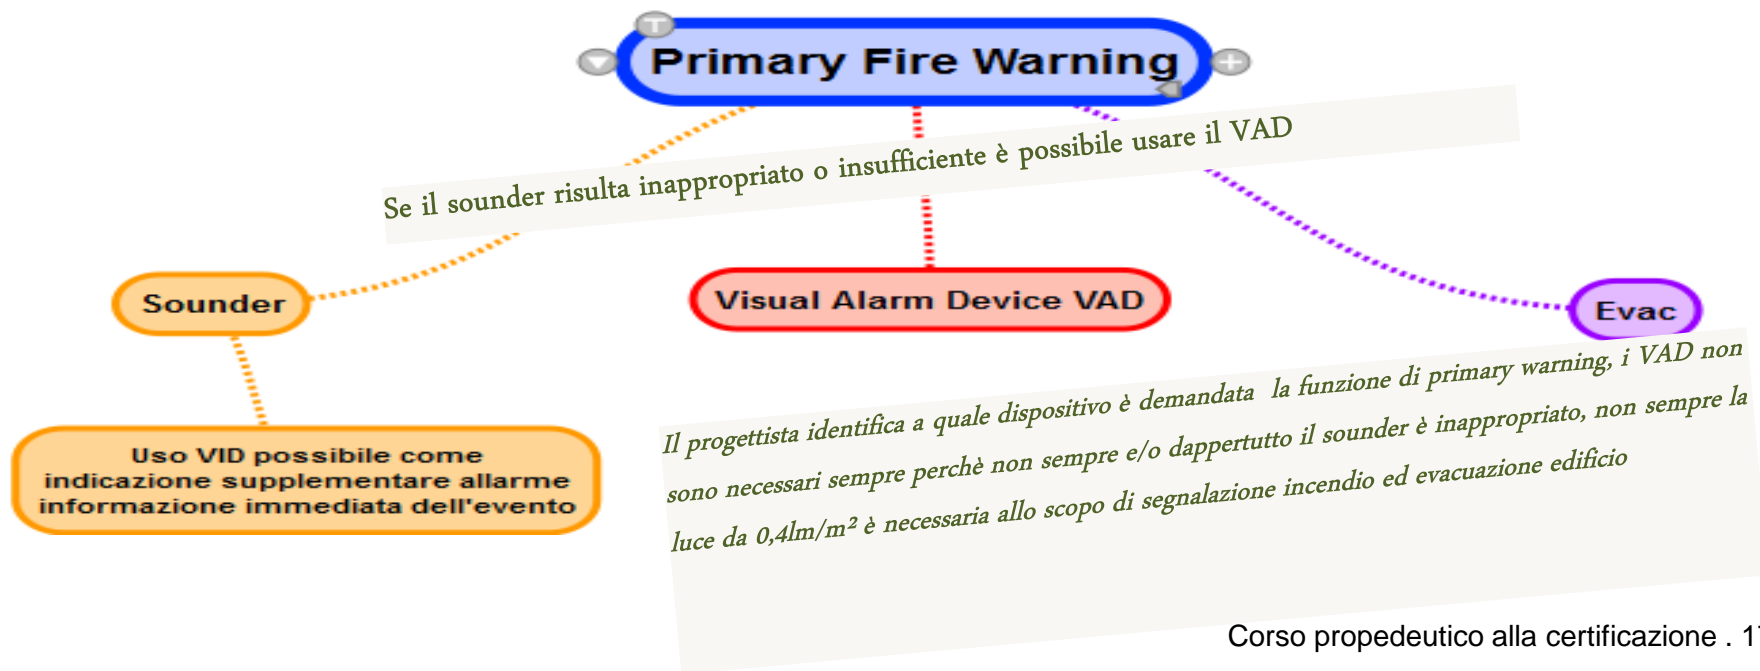 Primary Fire Warning
Se il sounder risulta inappropriato o insufficiente è possibile usare il VAD
Sounder
Visual Alarm Device VAD
Evac
Uso VID possibile come
indicazione supplementare allarme
informazione immediata dell'evento
Il progettista identifica a quale dispositivo è demandata la funzione di primary warning, i VAD non
sono necessari sempre perchè non sempre e/o dappertutto il sounder è inappropriato, non sempre la
luce da 0,4lm/m² è necessaria allo scopo di segnalazione incendio ed evacuazione edificio
Corso propedeutico alla certificazione . 1